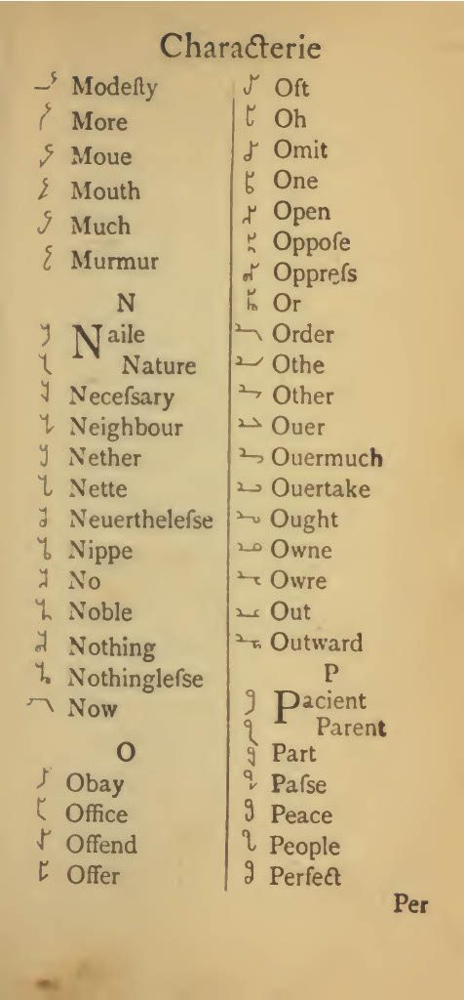 Characterie
Modeſty
More
Moue
Mouth
Much
Murmur
N
Naile
Nature
Neceſsary
Neighbour
Nether
Nette
Neuertheleſse
Nippe
No
Noble
Nothing
Nothingleſse
Now
O
Obay
Office
Offend
Offer
Oft
Oh
Omit
One
Open
Oppoſe
Oppreſs
Or
Order
Othe
Other
Ouer
Ouermuch
Ouertake
Ought
Owne
Owre
Out
Outward
P
Pacient
Parent
Part
Paſse
Peace
People
Perfect
Per